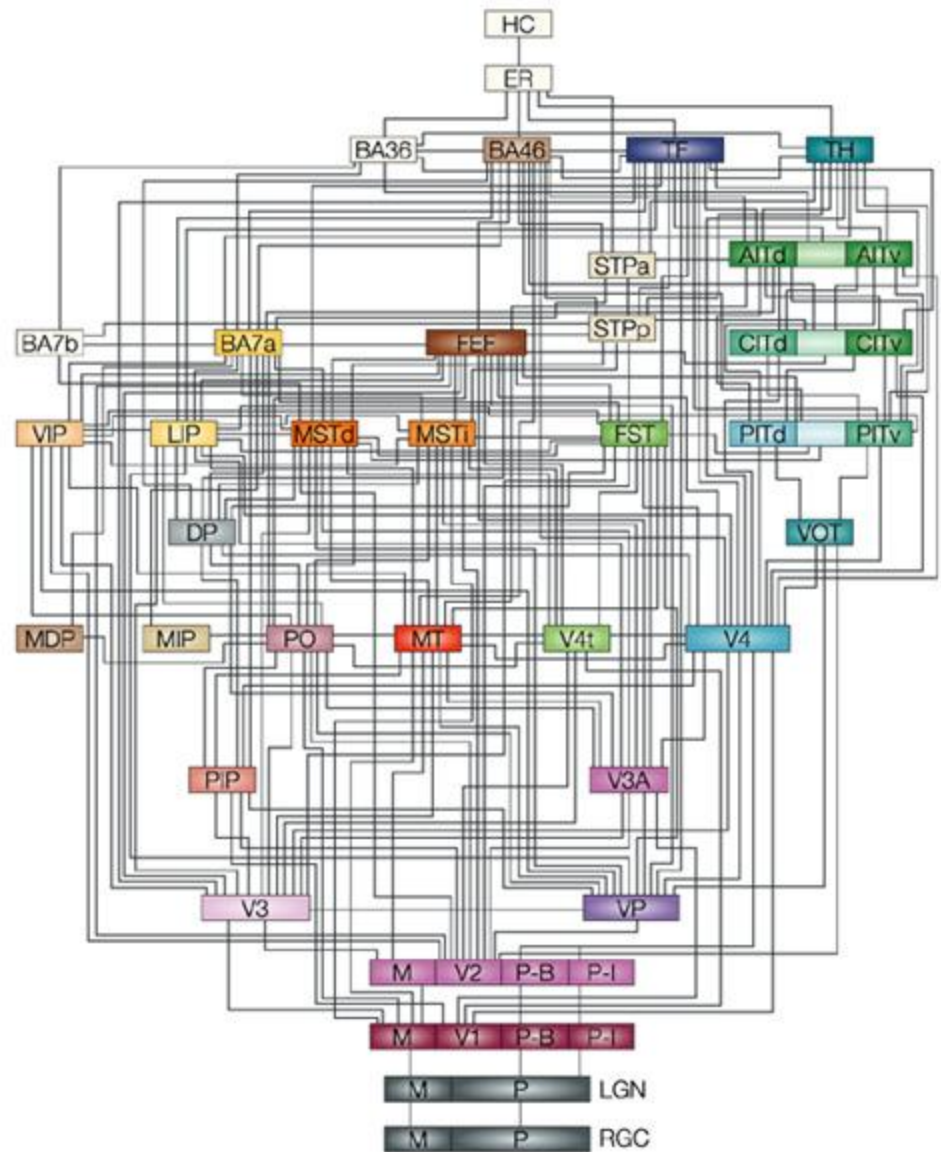 HC
ER
BA36 BA46 TF TH
AITd AITv
STPa
STPp
BA7b BA7a FEF CITd CITv
VIP LIP MSTd MSTi FST PITd PITv
DP VOT
MDP MIP PO MT V4t V4
PIP V3A
V3 VP
M V2 P-B P-I
M V1 P-B P-I
M P LGN
M P RGC